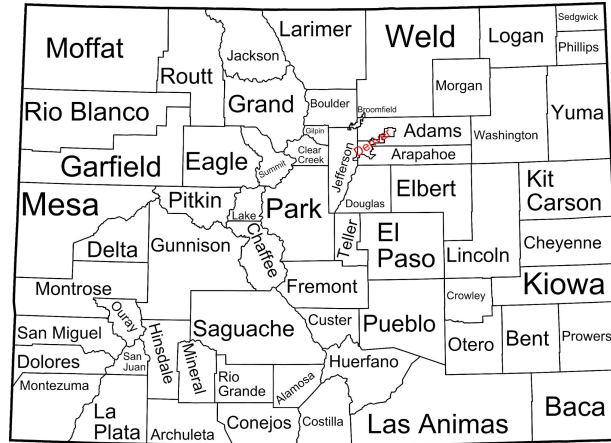 Moffat
Routt
Jackson
Larimer
Weld
Logan
Sedgwick
Phillips
Rio Blanco
Grand
Boulder
Broomfield
Morgan
Washington
Yuma
Garfield
Eagle
Summit
Gilpin
Clear
Creek
Jefferson
Denver
Adams
Arapahoe
Mesa
Pitkin
Lake
Park
Douglas
Elbert
Kit
Carson
Delta
Gunnison
Chaffee
Teller
El
Paso
Lincoln
Cheyenne
Montrose
Ouray
Fremont
Crowley
Kiowa
San Miguel
Hinsdale
Saguache
Custer
Pueblo
Otero
Bent
Prowers
Dolores
San
Juan
Mineral
Rio
Grande
Alamosa
Huerfano
Montezuma
La
Plata
Archuleta
Conejos
Costilla
Las Animas
Baca